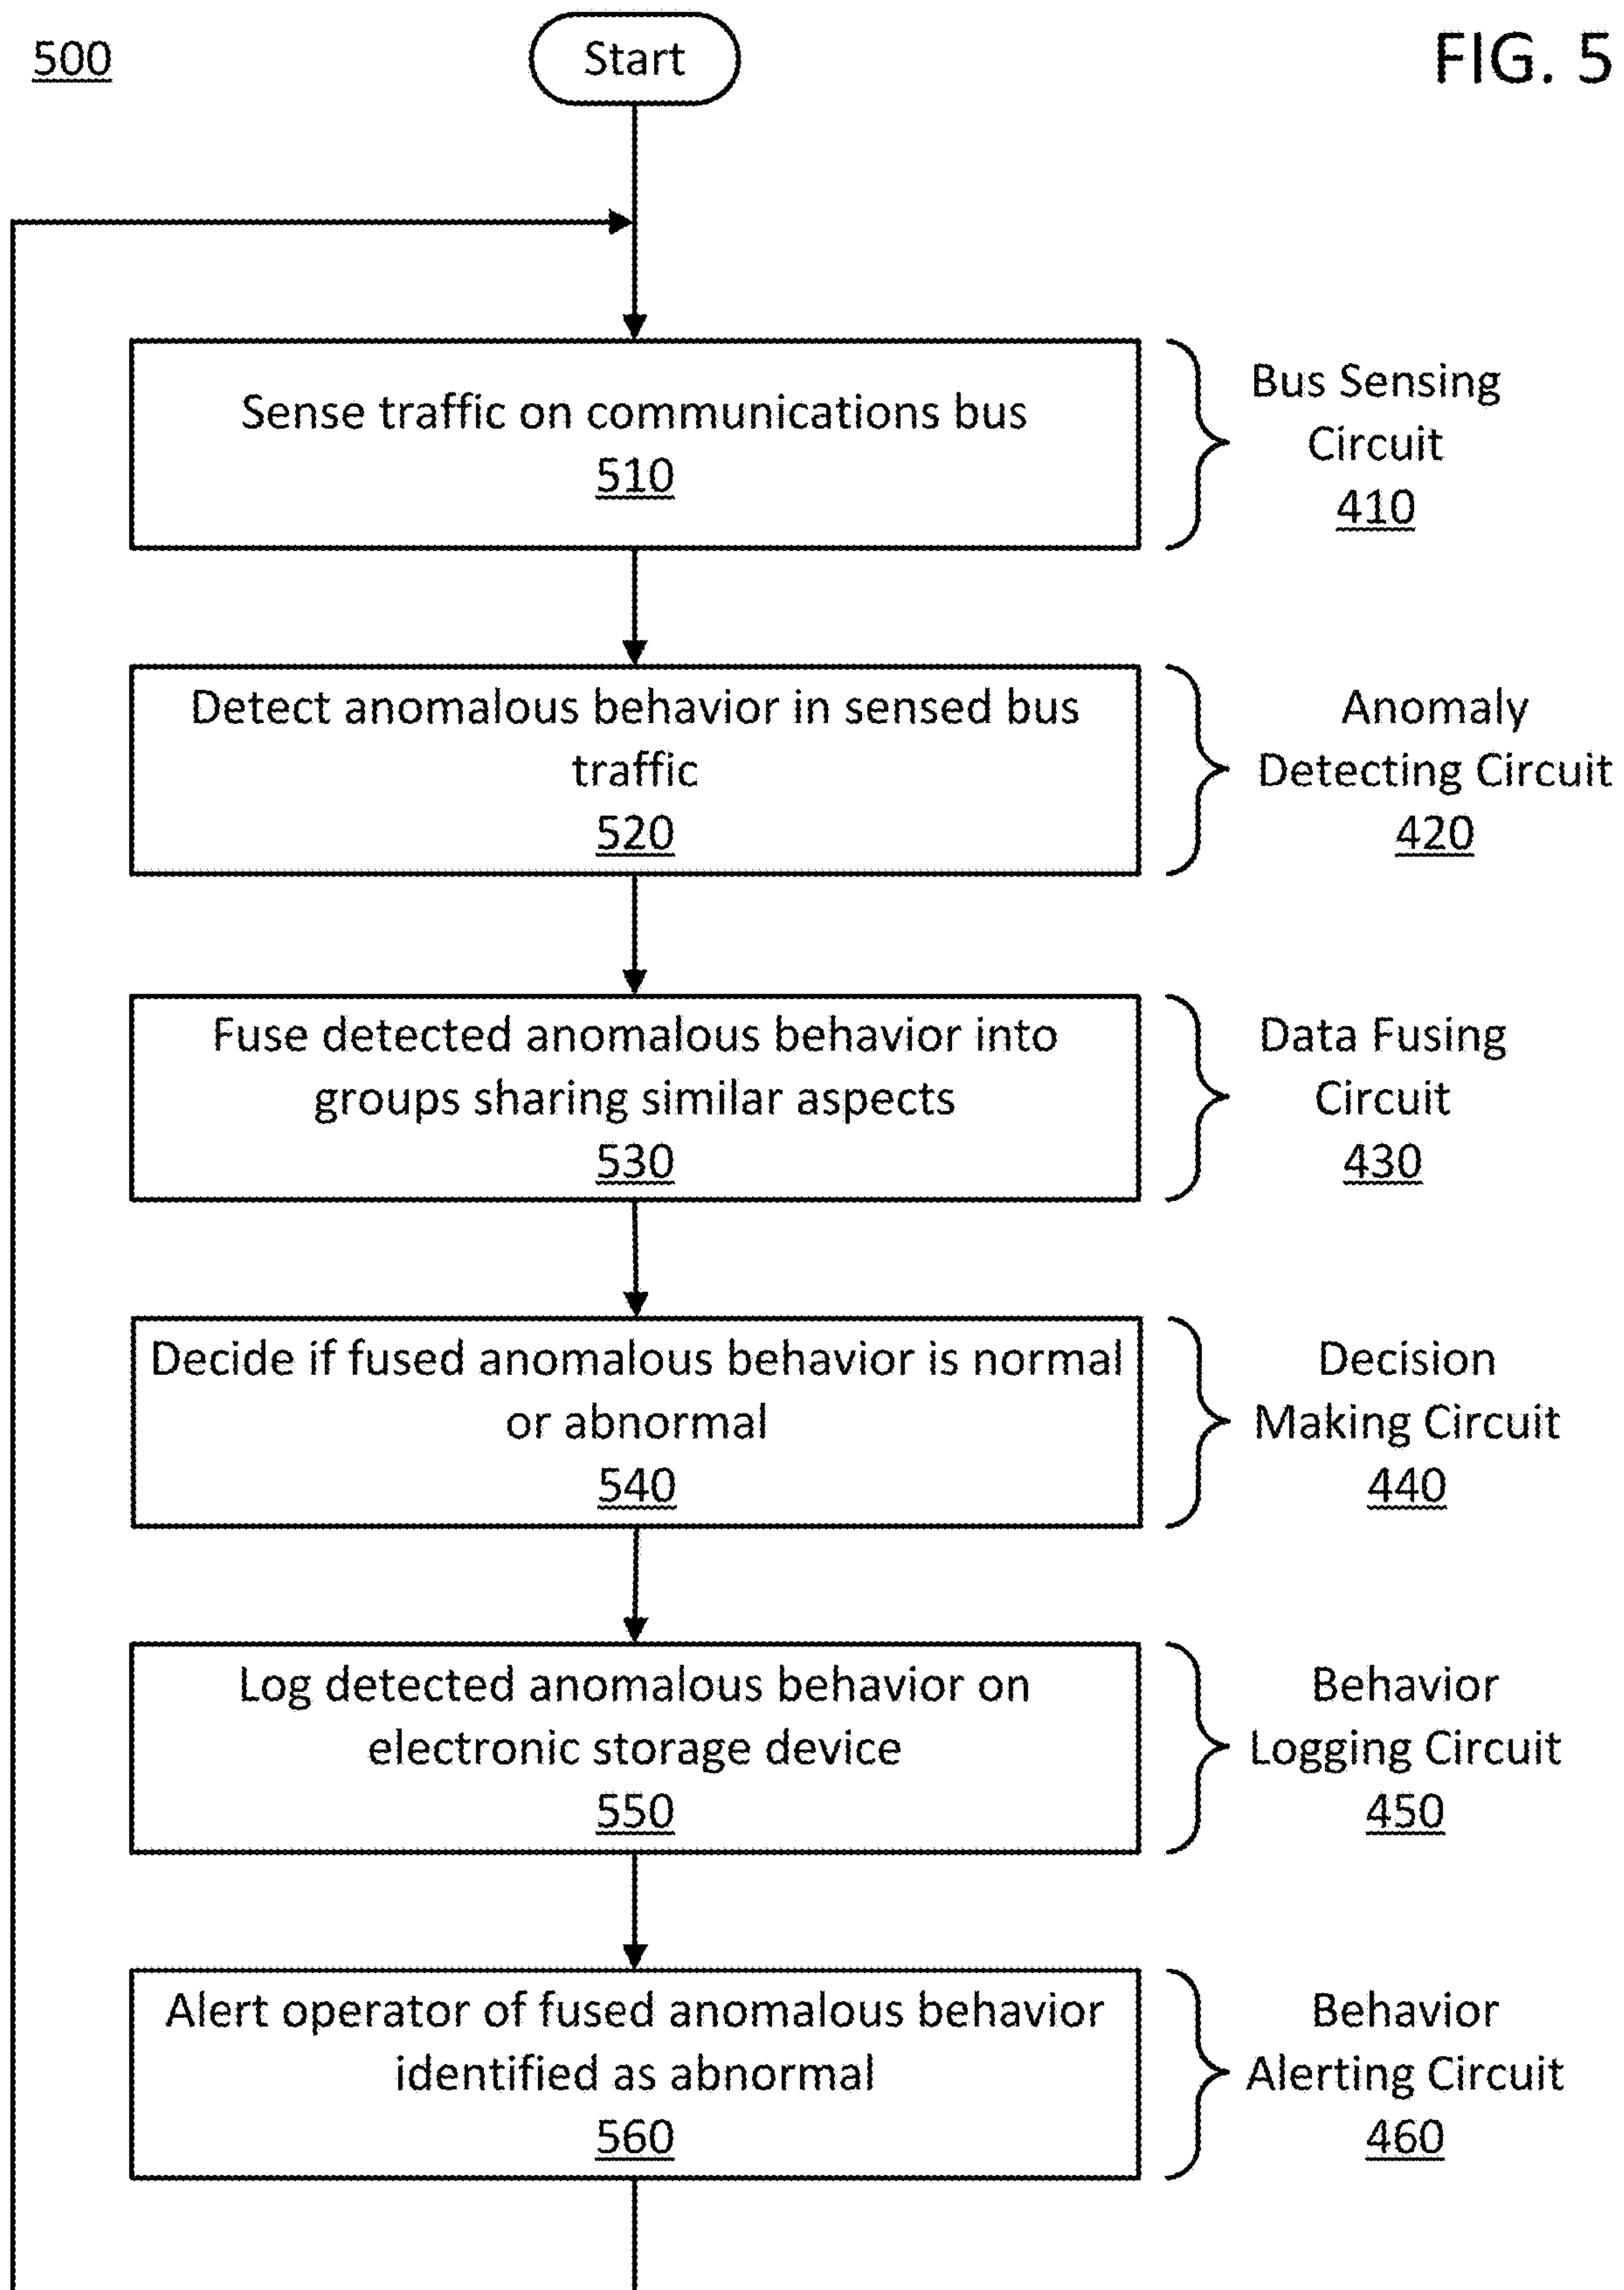 500
Start
FIG. 5
Sense traffic on communications bus
510
Bus Sensing
Circuit
410
Detect anomalous behavior in sensed bus
traffic
520
Anomaly
Detecting Circuit
420
Fuse detected anomalous behavior into
groups sharing similar aspects
530
Data Fusing
Circuit
430
Decide if fused anomalous behavior is normal
or abnormal
540
Decision
Making Circuit
440
Log detected anomalous behavior on
electronic storage device
550
Behavior
Logging Circuit
450
Alert operator of fused anomalous behavior
identified as abnormal
560
Behavior
Alerting Circuit
460